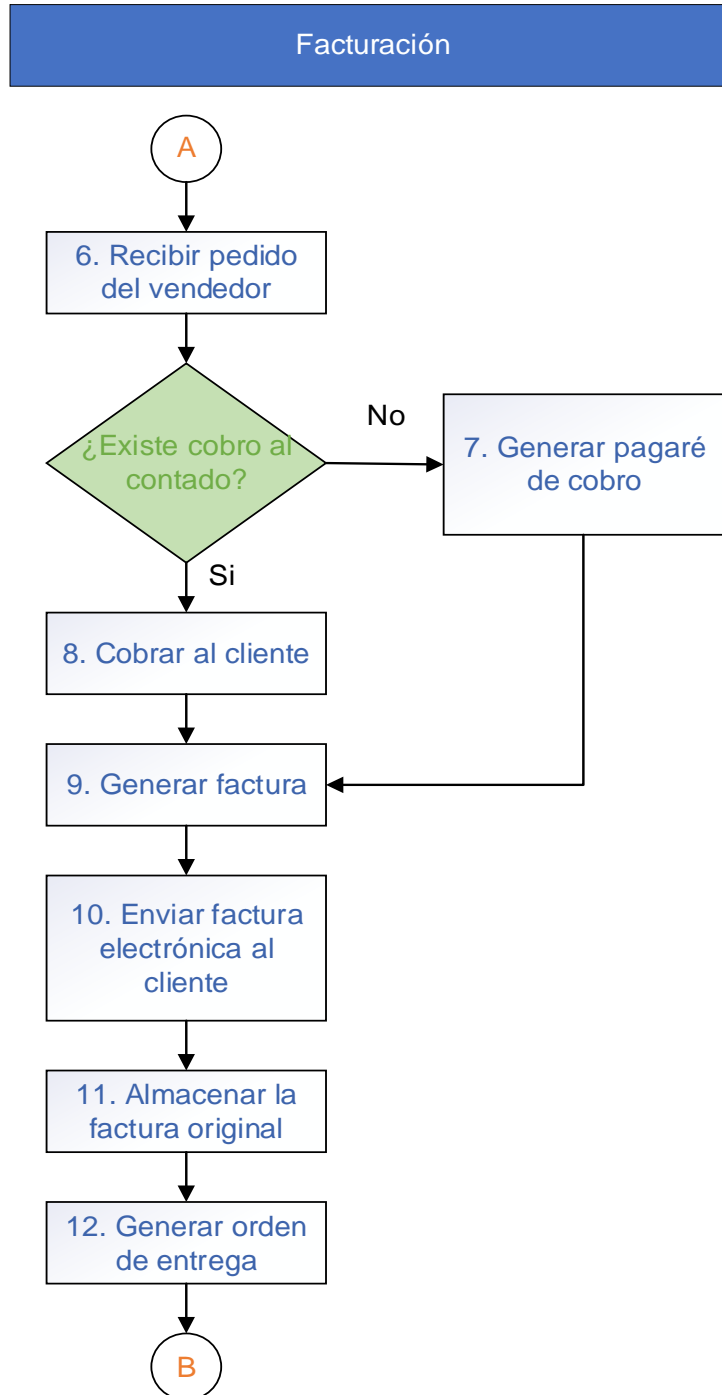 Facturación
A
6. Recibir pedido
del vendedor
¿Existe cobro al
contado?
No
7. Generar pagaré
de cobro
Si
8. Cobrar al cliente
9. Generar factura
10. Enviar factura
electrónica al
cliente
11. Almacenar la
factura original
12. Generar orden
de entrega
B